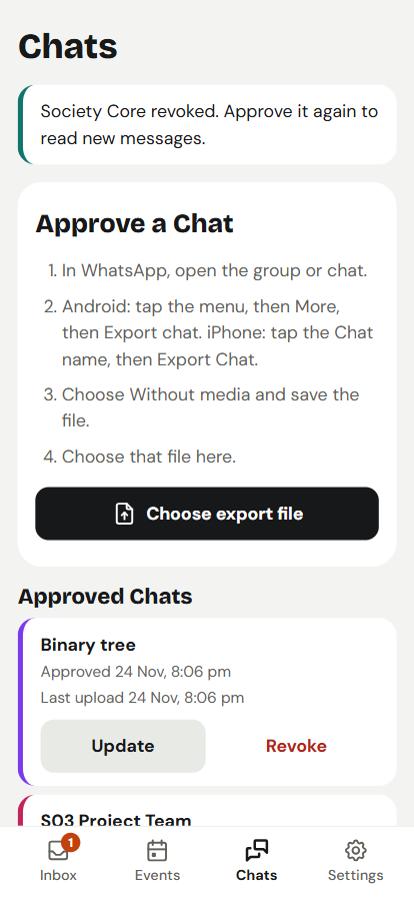 Chats
Society Core revoked. Approve it again to
read new messages.
Approve a Chat
1. In WhatsApp, open the group or chat.
2. Android: tap the menu, then More,
then Export chat. iPhone: tap the Chat
name, then Export Chat.
3. Choose Without media and save the
file.
4. Choose that file here.
Choose export file
Approved Chats
Binary tree
Approved 24 Nov, 8:06 pm
Last upload 24 Nov, 8:06 pm
Update Revoke
S03 Project Team
1
Inbox Events Chats Settings